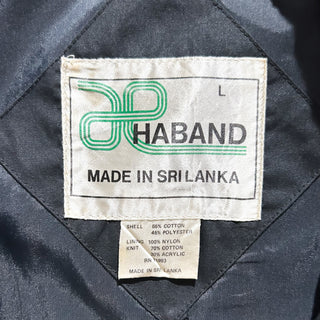 L
HABAND
MADE IN SRI LANKA
SHELL 55% COTTON
45% POLYESTER
LINING 100% NYLON
KNIT 70% COTTON
30% ACRYLIC
MADE IN SRI LANKA